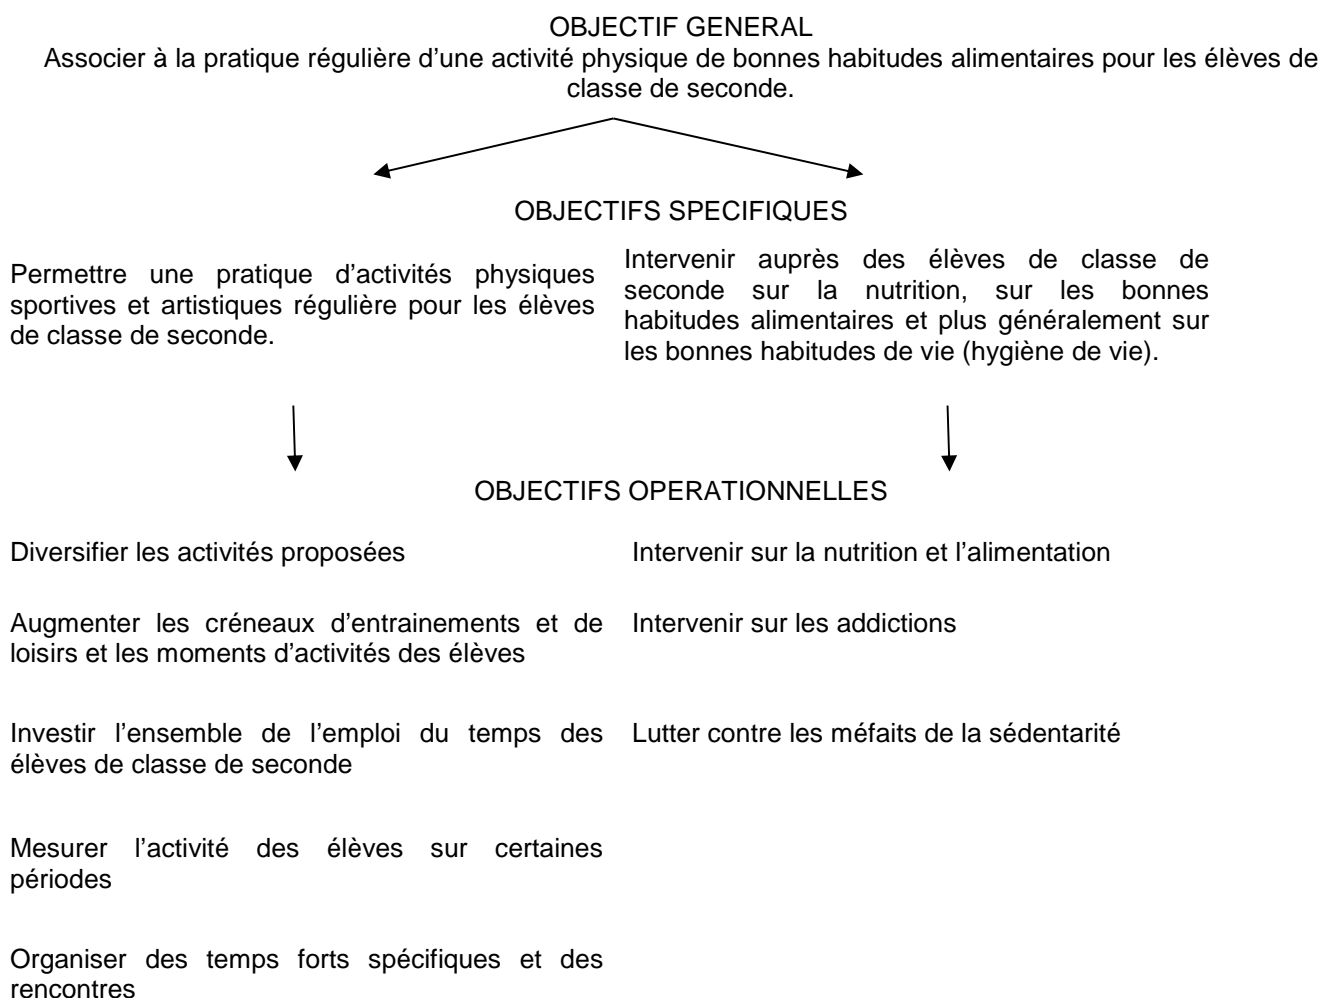 OBJECTIF GENERAL
Associer à la pratique régulière d’une activité physique de bonnes habitudes alimentaires pour les élèves de
classe de seconde.
OBJECTIFS SPECIFIQUES
Permettre une pratique d’activités physiques
sportives et artistiques régulière pour les élèves
de classe de seconde.
Intervenir auprès des élèves de classe de
seconde sur la nutrition, sur les bonnes
habitudes alimentaires et plus généralement sur
les bonnes habitudes de vie (hygiène de vie).
OBJECTIFS OPERATIONNELLES
Diversifier les activités proposées
Intervenir sur la nutrition et l’alimentation
Augmenter les créneaux d’entrainements et de
loisirs et les moments d’activités des élèves
Intervenir sur les addictions
Investir l’ensemble de l’emploi du temps des
élèves de classe de seconde
Lutter contre les méfaits de la sédentarité
Mesurer l’activité des élèves sur certaines
périodes
Organiser des temps forts spécifiques et des
rencontres